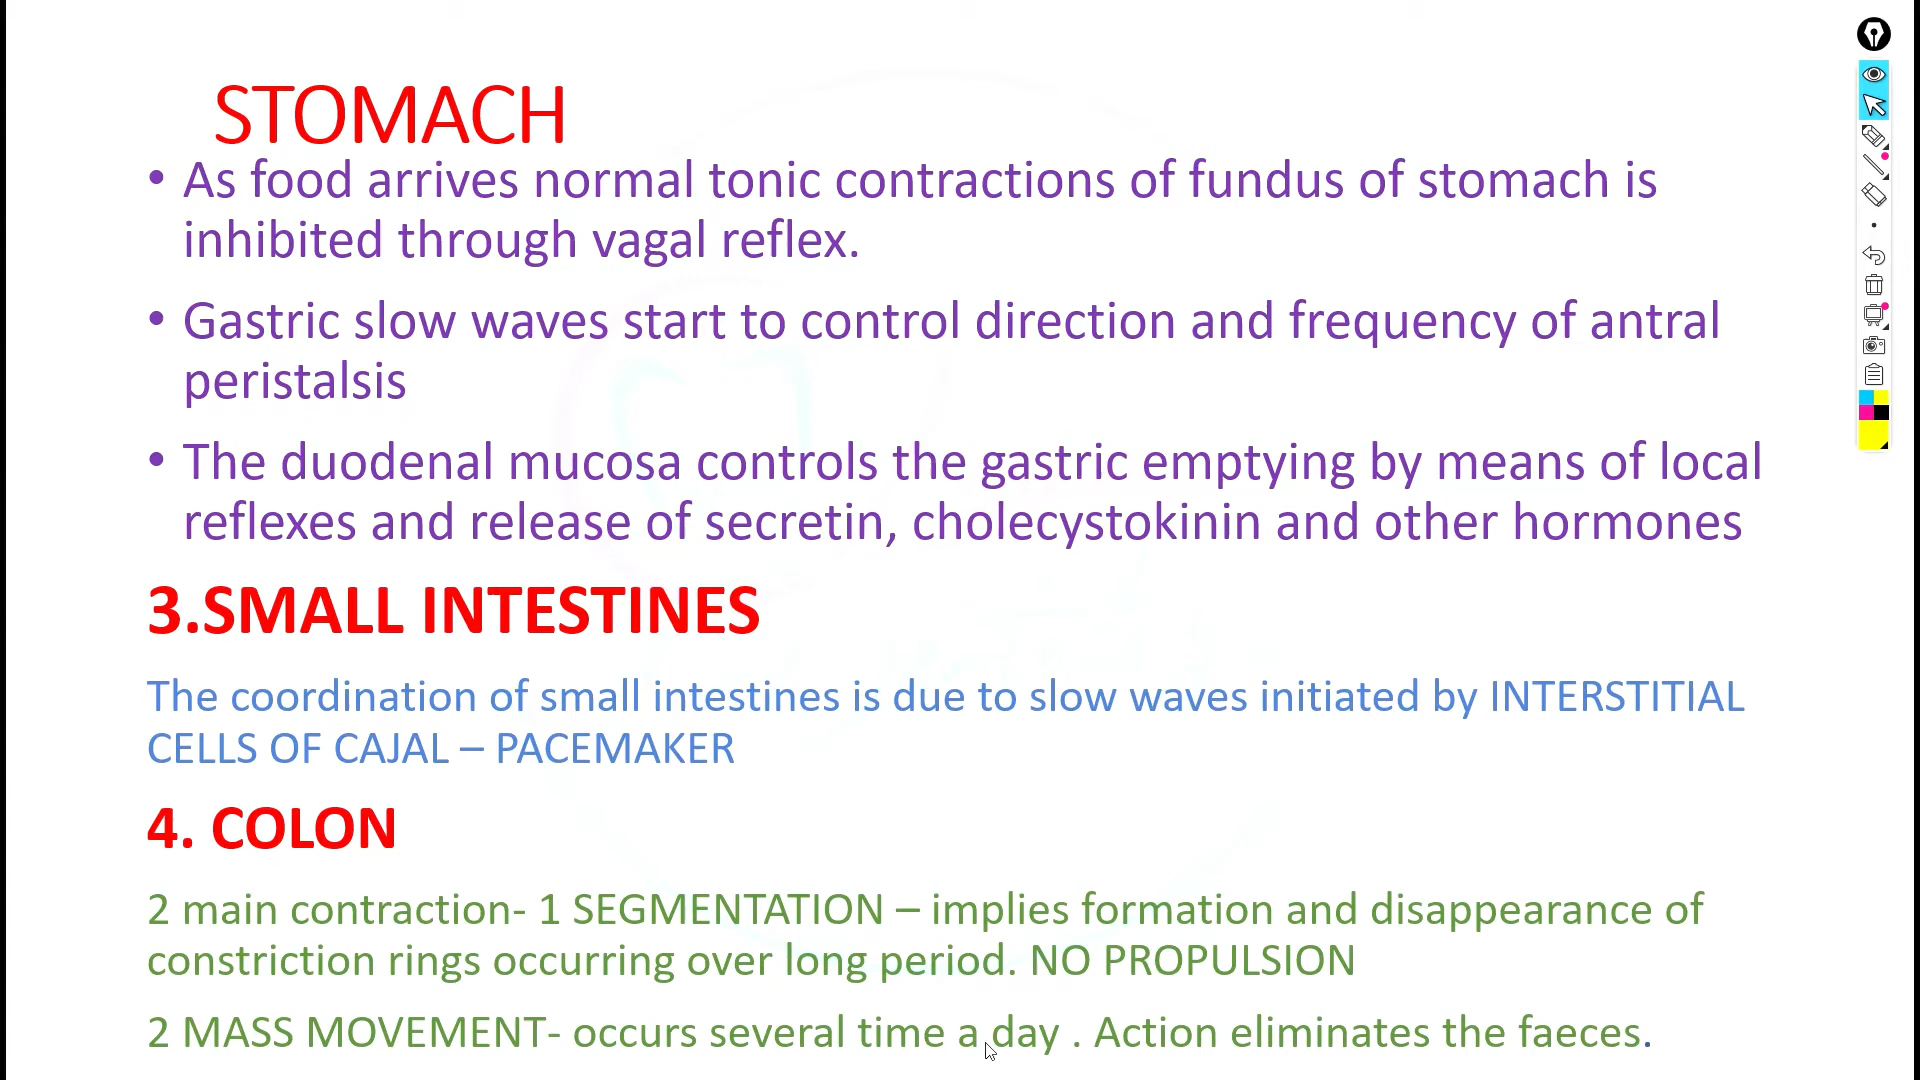 STOMACH
• As food arrives normal tonic contractions of fundus of stomach is
inhibited through vagal reflex.
• Gastric slow waves start to control direction and frequency of antral
peristalsis
• The duodenal mucosa controls the gastric emptying by means of local
reflexes and release of secretin, cholecystokinin and other hormones
3.SMALL INTESTINES
The coordination of small intestines is due to slow waves initiated by INTERSTITIAL
CELLS OF CAJAL – PACEMAKER
4. COLON
2 main contraction- 1 SEGMENTATION – implies formation and disappearance of
constriction rings occurring over long period. NO PROPULSION
2 MASS MOVEMENT- occurs several time a day . Action eliminates the faeces.